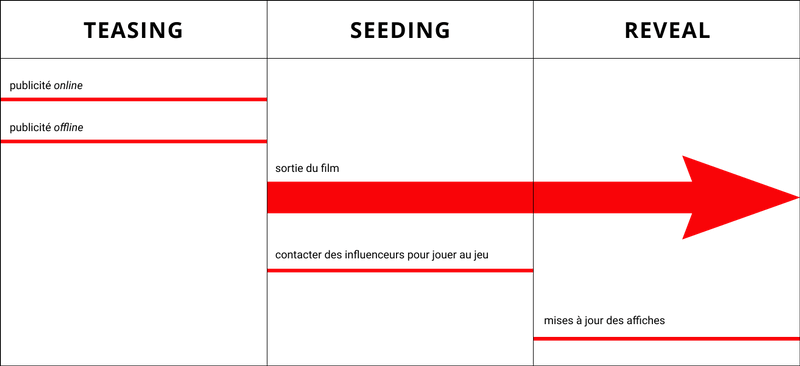 TEASING
SEEDING
REVEAL
publicité online
publicité offline
sortie du film
contacter des influenceurs pour jouer au jeu
mises à jour des affiches